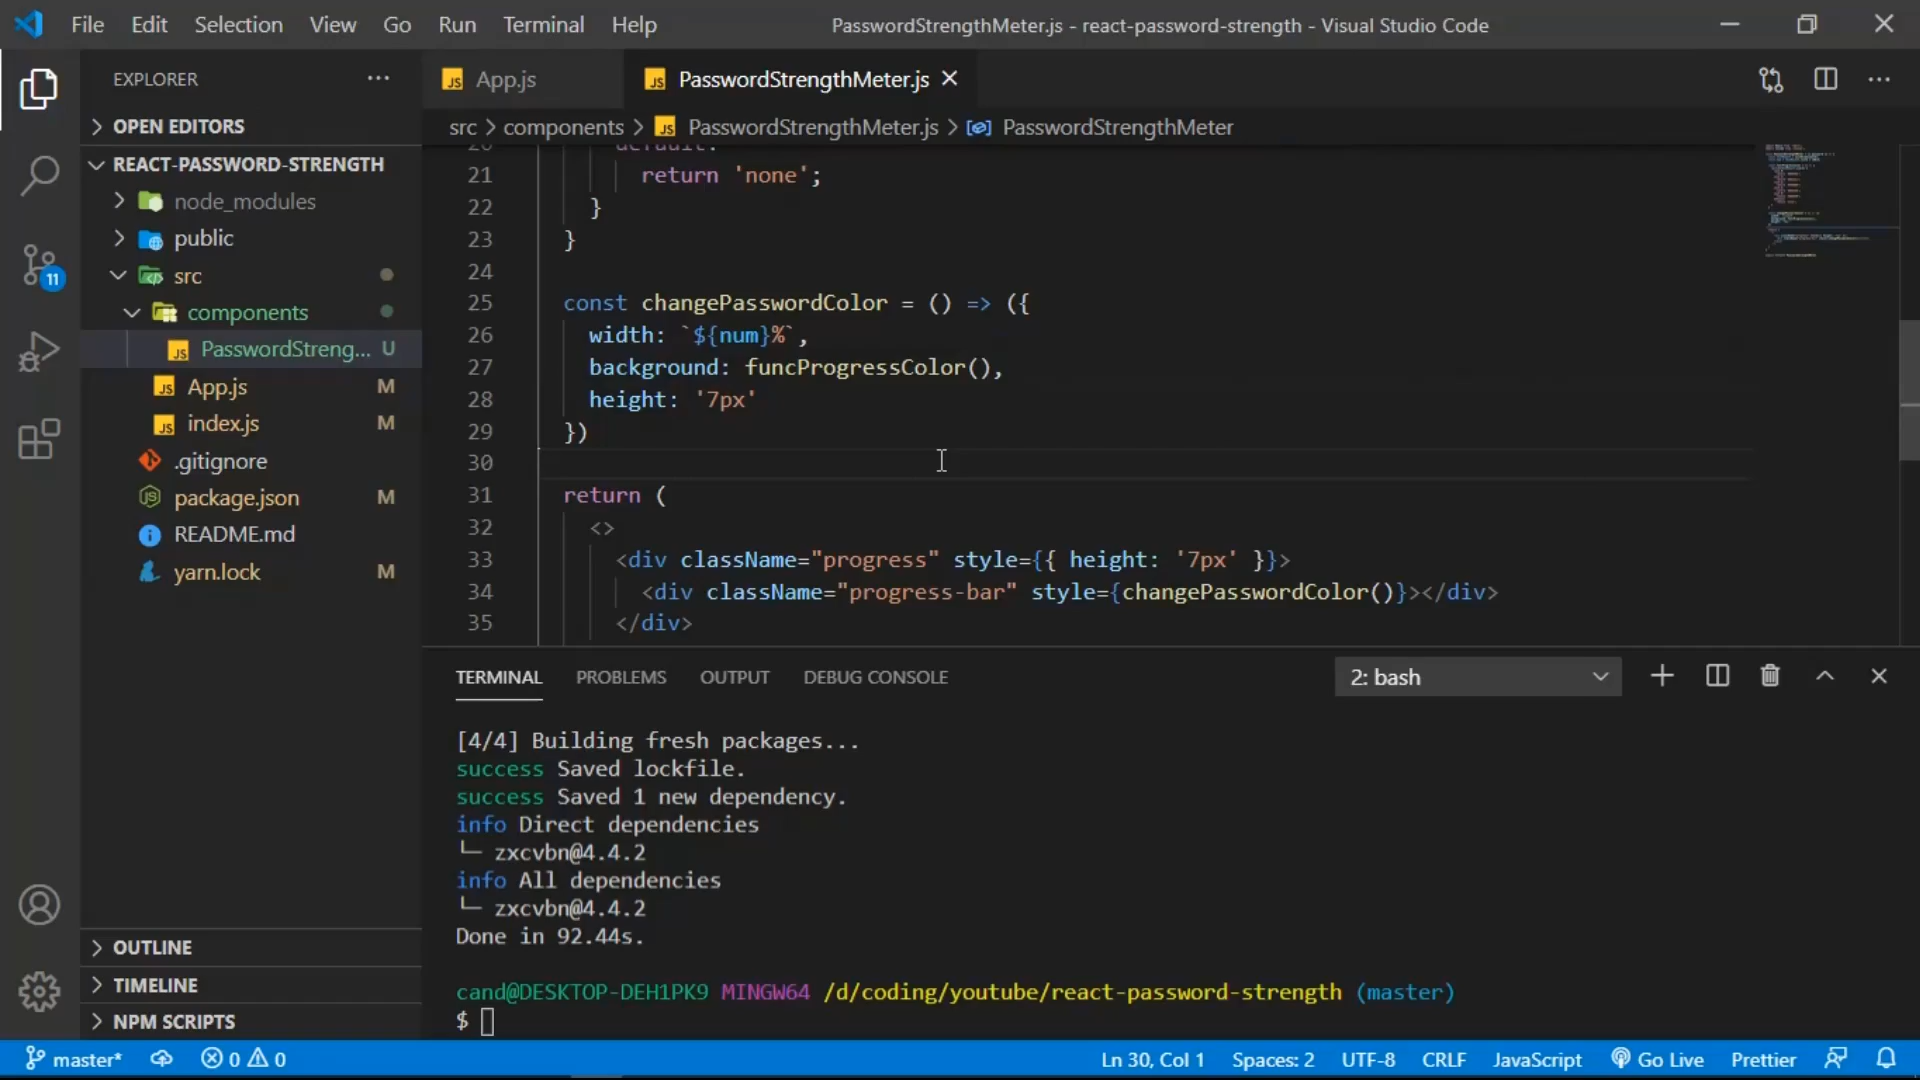 File Edit Selection View Go Run Terminal Help
PasswordStrengthMeter.js - react-password-strength - Visual Studio Code
EXPLORER
OPEN EDITORS
REACT-PASSWORD-STRENGTH
node_modules
public
src
components
PasswordStreng... U
App.js M
index.js M
.gitignore
package.json M
README.md
yarn.lock M
OUTLINE
TIMELINE
NPM SCRIPTS
11
App.js
PasswordStrengthMeter.js
src > components > PasswordStrengthMeter.js > PasswordStrengthMeter
20 default:
21 return 'none';
22 }
23 }
24
25 const changePasswordColor = () => ({
26 width: `${num}%`,
27 background: funcProgressColor(),
28 height: '7px'
29 })
30
31 return (
32 <>
33 <div className="progress" style={{ height: '7px' }}>
34 <div className="progress-bar" style={changePasswordColor()}></div>
35 </div>
TERMINAL PROBLEMS OUTPUT DEBUG CONSOLE
2: bash
[4/4] Building fresh packages...
success Saved lockfile.
success Saved 1 new dependency.
info Direct dependencies
└─ zxcvbn@4.4.2
info All dependencies
└─ zxcvbn@4.4.2
Done in 92.44s.
cand@DESKTOP-DEH1PK9 MINGW64 /d/coding/youtube/react-password-strength (master)
$
master* 0 0
Ln 30, Col 1 Spaces: 2 UTF-8 CRLF JavaScript Go Live Prettier